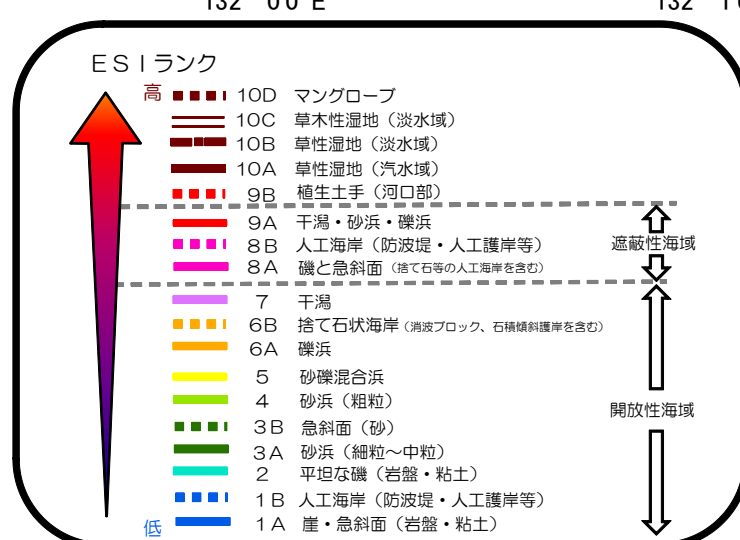 132 00'E 132 1
ESIランク
高
10D マングローブ
10C 草木性湿地（淡水域）
10B 草性湿地（淡水域）
10A 草性湿地（汽水域）
9B 植生土手（河口部）
9A 干潟・砂浜・礫浜
8B 人工海岸（防波堤・人工護岸等）
遮蔽性海域
8A 磯と急斜面（捨て石等の人工海岸を含む）
7 干潟
6B 捨て石状海岸（消波ブロック、石積傾斜護岸を含む）
6A 礫浜
5 砂礫混合浜
4 砂浜（粗粒）
開放性海域
3B 急斜面（砂）
3A 砂浜（細粒～中粒）
2 平坦な磯（岩盤・粘土）
1B 人工海岸（防波堤・人工護岸等）
1A 崖・急斜面（岩盤・粘土）
低